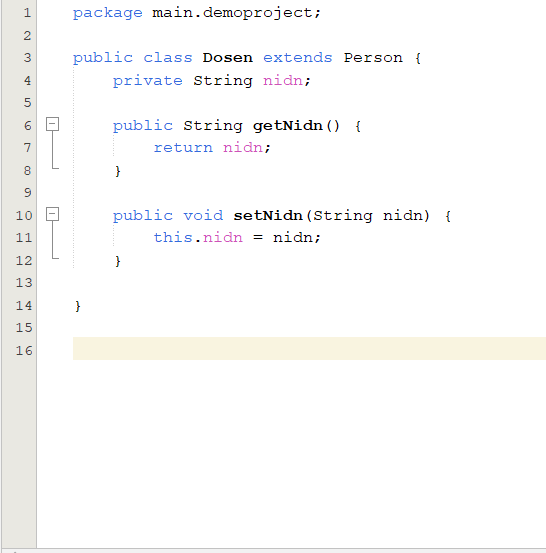 1 package main.demoproject;
2
3 public class Dosen extends Person {
4 private String nidn;
5
6 public String getNidn() {
7 return nidn;
8 }
9
10 public void setNidn(String nidn) {
11 this.nidn = nidn;
12 }
13
14 }
15
16